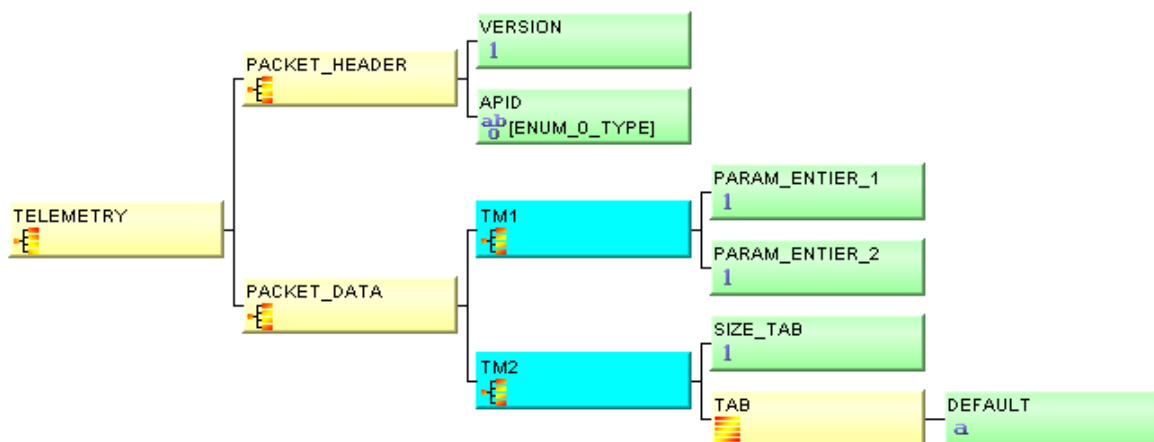 VERSION
1
PACKET_HEADER
APID
ab
0
[ENUM_0_TYPE]
PARAM_ENTIER_1
1
TELEMETRY
TM1
PARAM_ENTIER_2
1
PACKET_DATA
SIZE_TAB
1
TM2
TAB
DEFAULT
a